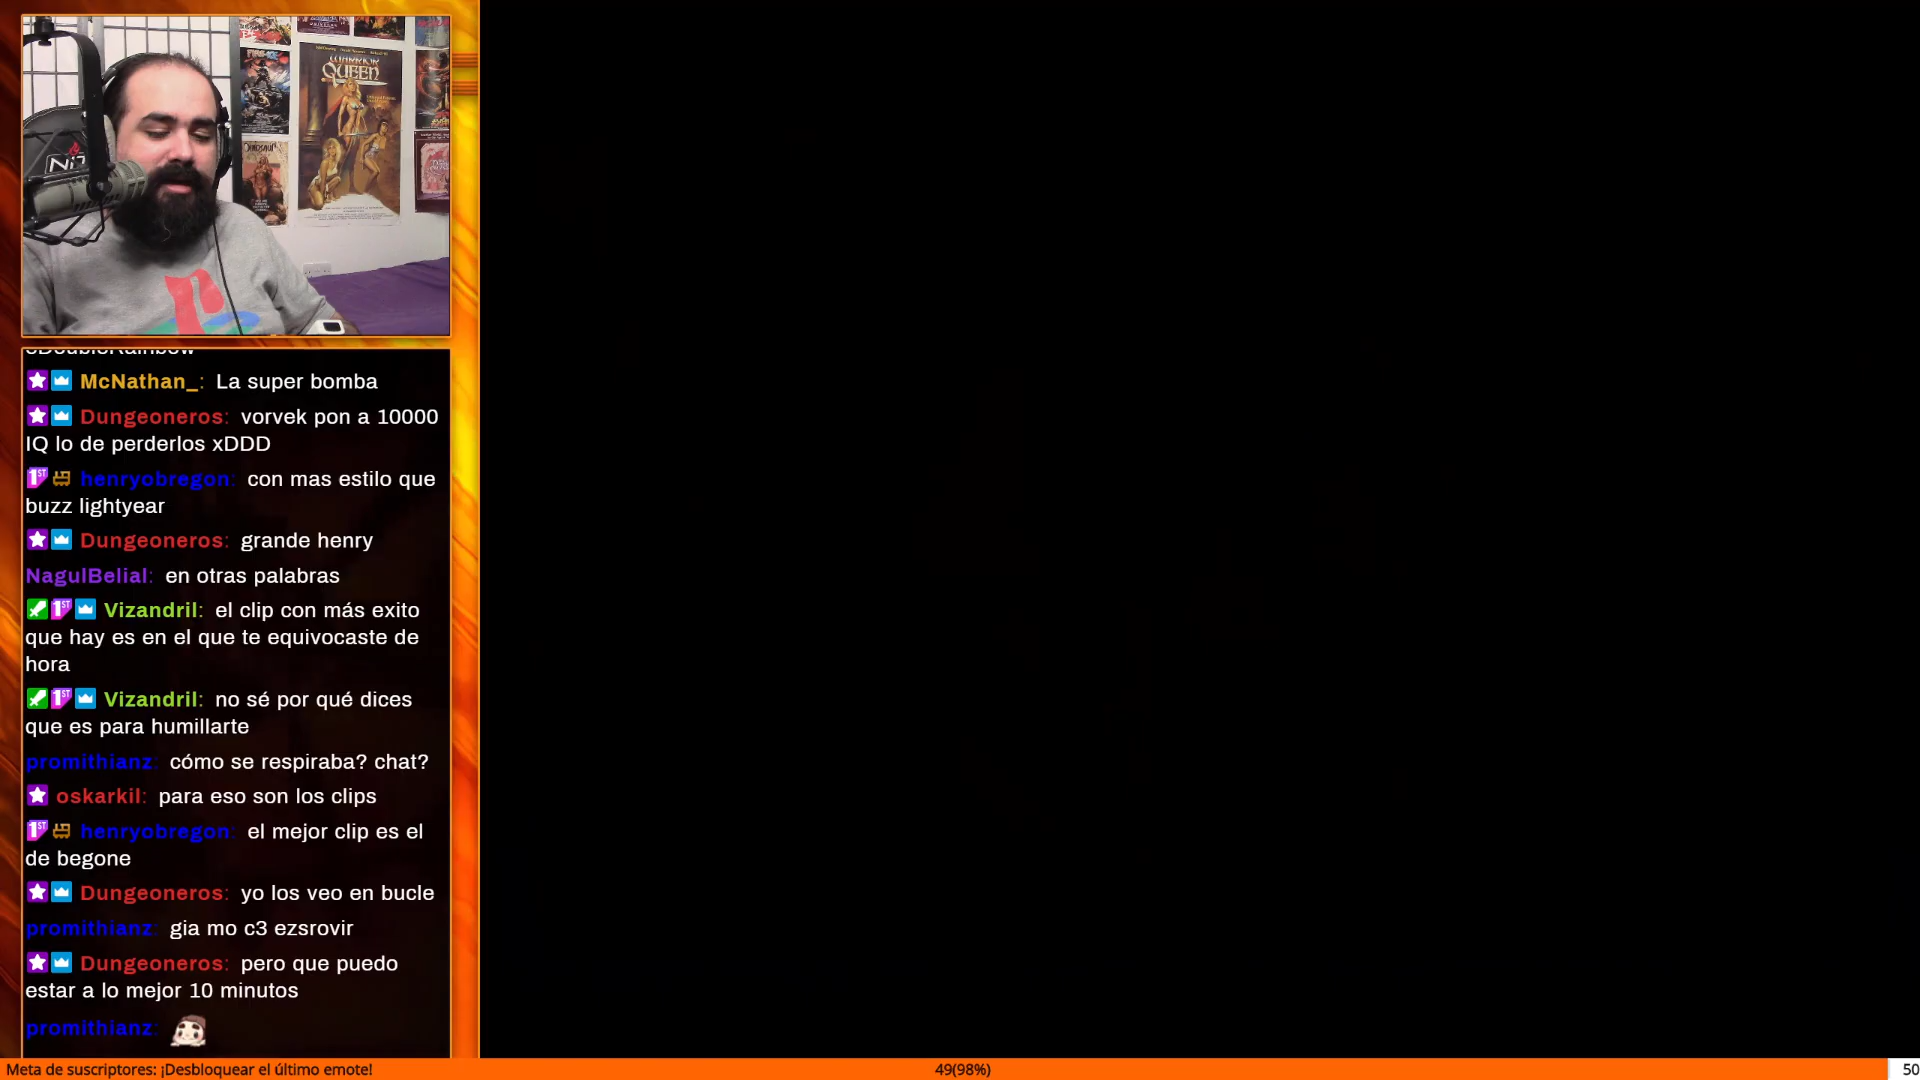 WARRIOR
QUEEN
N7
McNathan_: La super bomba
Dungeoneros: vorvek pon a 10000
IQ lo de perderlos xDDD
henryobregon: con mas estilo que
buzz lightyear
Dungeoneros: grande henry
NagulBelial: en otras palabras
Vizandril: el clip con más exito
que hay es en el que te equivocaste de
hora
Vizandril: no sé por qué dices
que es para humillarte
promithianz: cómo se respiraba? chat?
oskarkil: para eso son los clips
henryobregon: el mejor clip es el
de begone
Dungeoneros: yo los veo en bucle
promithianz: gia mo c3 ezsrovir
Dungeoneros: pero que puedo
estar a lo mejor 10 minutos
promithianz:
Meta de suscriptores: ¡Desbloquear el último emote! 49(98%) 50